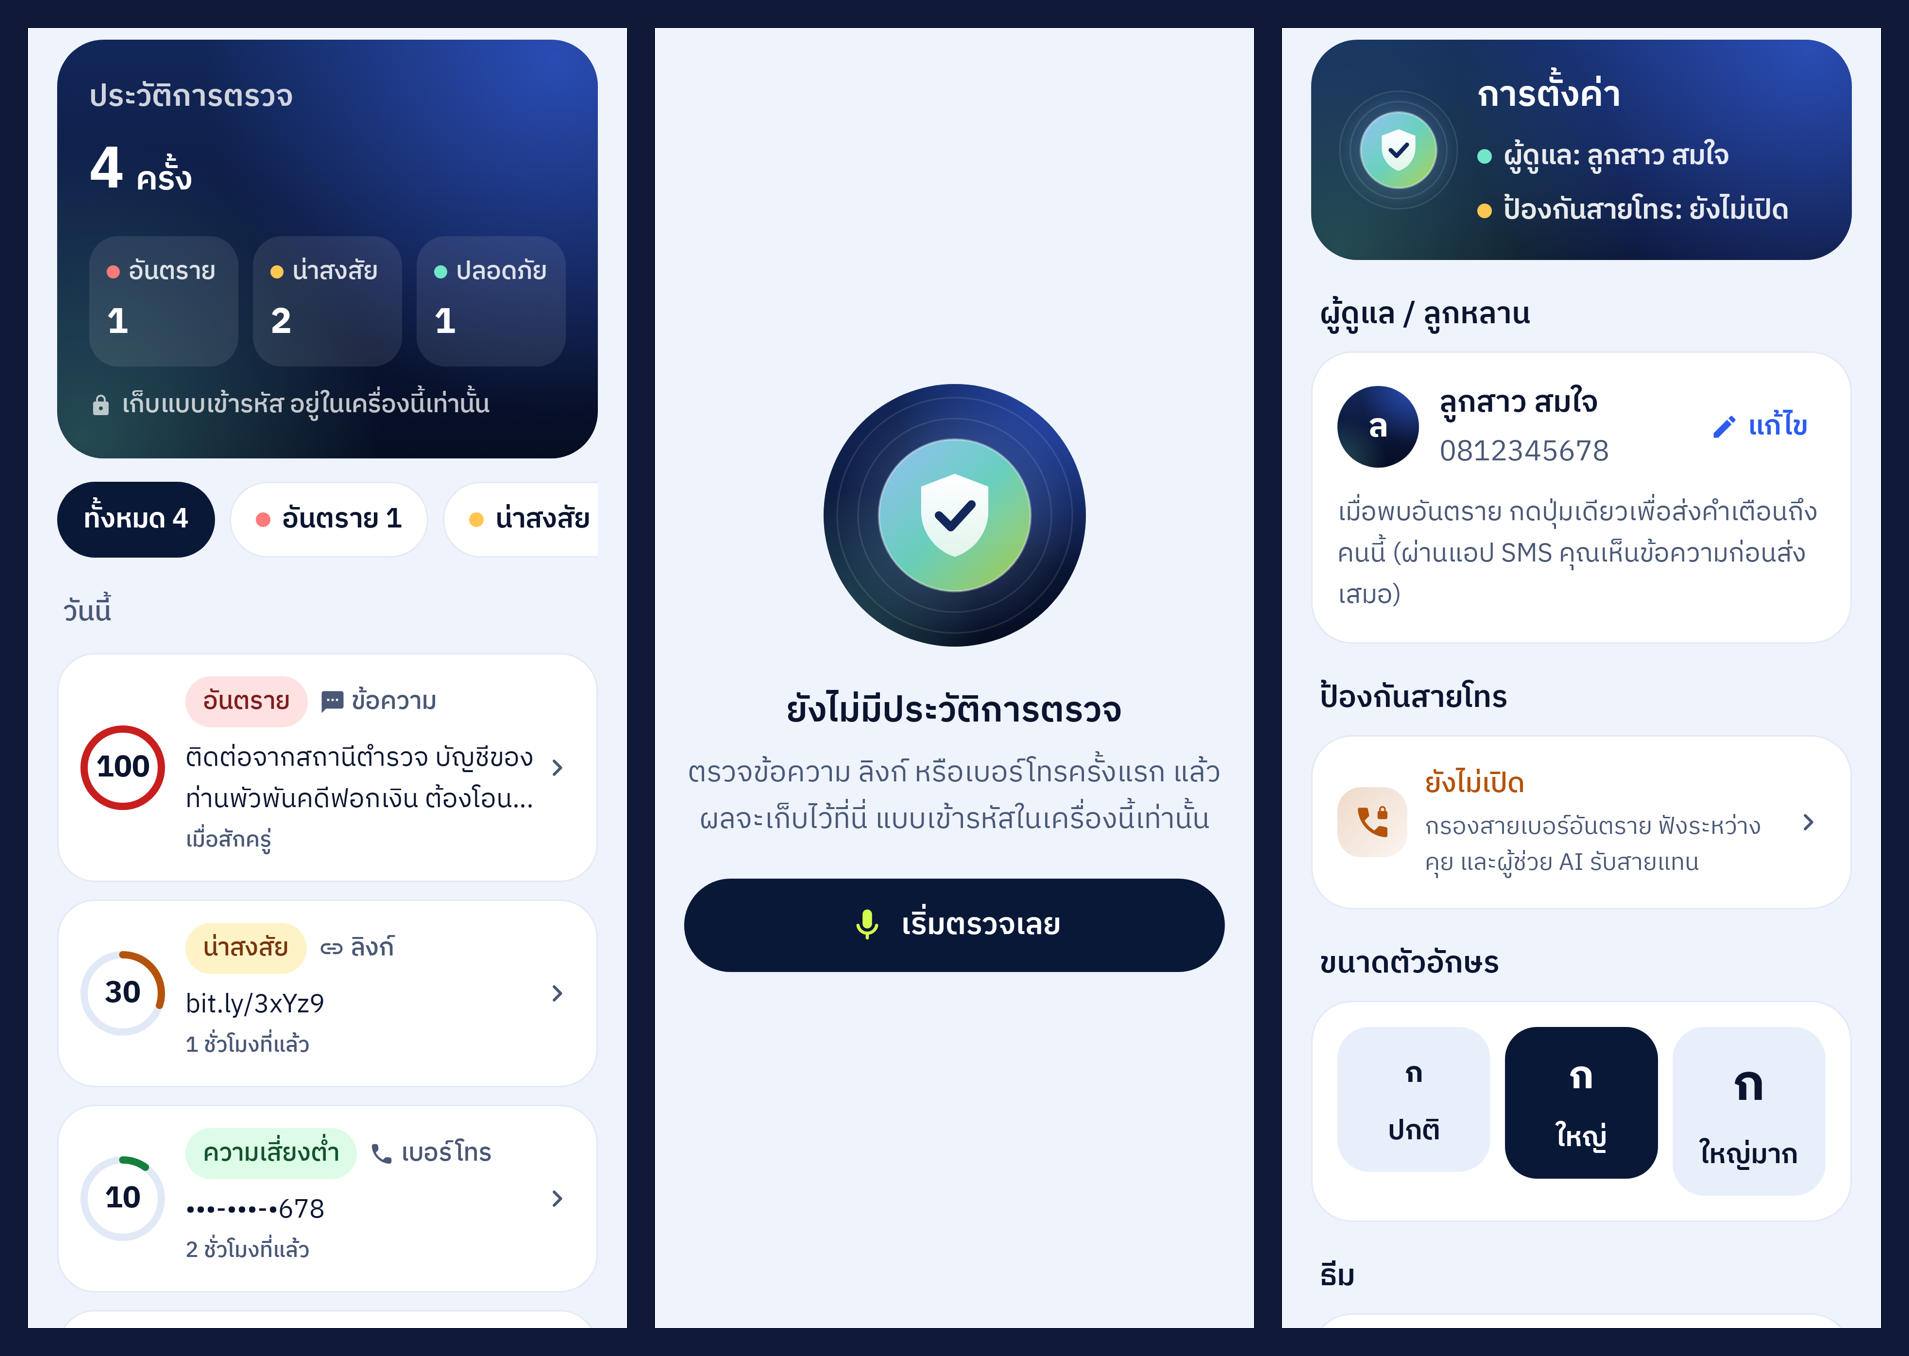 ประวัติการตรวจ
4 ครั้ง
อันตราย
1
น่าสงสัย
2
ปลอดภัย
1
เก็บแบบเข้ารหัส อยู่ในเครื่องนี้เท่านั้น
ทั้งหมด 4
อันตราย 1
น่าสงสัย
วันนี้
100
อันตราย
ข้อความ
ติดต่อจากสถานีตำรวจ บัญชีของ
ท่านพัวพันคดีฟอกเงิน ต้องโอน...
เมื่อสักครู่
30
น่าสงสัย
ลิงก์
bit.ly/3xYz9
1 ชั่วโมงที่แล้ว
10
ความเสี่ยงต่ำ
เบอร์โทร
•••-•••-•678
2 ชั่วโมงที่แล้ว
ยังไม่มีประวัติการตรวจ
ตรวจข้อความ ลิงก์ หรือเบอร์โทรครั้งแรก แล้ว
ผลจะเก็บไว้ที่นี่ แบบเข้ารหัสในเครื่องนี้เท่านั้น
เริ่มตรวจเลย
การตั้งค่า
ผู้ดูแล: ลูกสาว สมใจ
ป้องกันสายโทร: ยังไม่เปิด
ผู้ดูแล / ลูกหลาน
ล
ลูกสาว สมใจ
0812345678
แก้ไข
เมื่อพบอันตราย กดปุ่มเดียวเพื่อส่งคำเตือนถึง
คนนี้ (ผ่านแอป SMS คุณเห็นข้อความก่อนส่ง
เสมอ)
ป้องกันสายโทร
ยังไม่เปิด
กรองสายเบอร์อันตราย ฟังระหว่าง
คุย และผู้ช่วย AI รับสายแทน
ขนาดตัวอักษร
ก
ปกติ
ก
ใหญ่
ก
ใหญ่มาก
ธีม